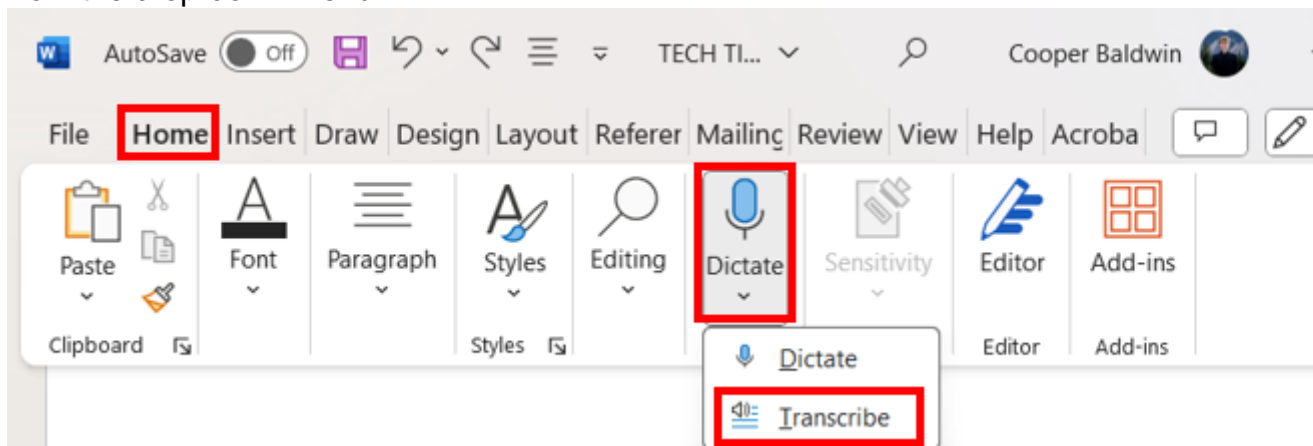 AutoSave Off TECH TI... Cooper Baldwin
File Home Insert Draw Design Layout Referer Mailing Review View Help Acroba
Paste Font Paragraph Styles Editing Dictate Sensitivity Editor Add-ins
Clipboard Styles Editor Add-ins
Dictate
Transcribe